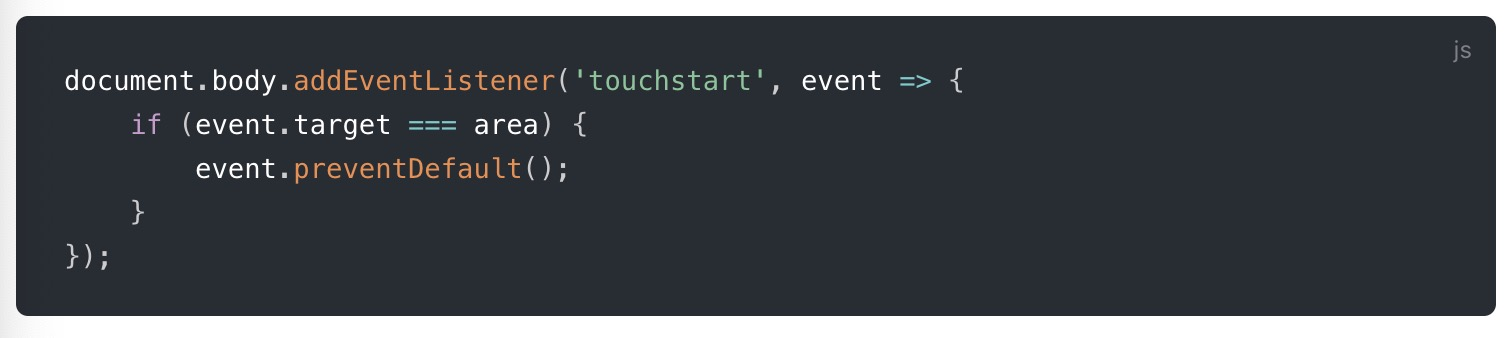 js
document.body.addEventListener('touchstart', event => {
    if (event.target === area) {
        event.preventDefault();
    }
});